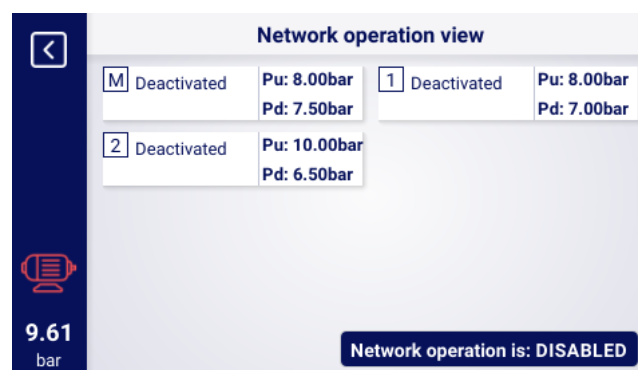 Network operation view
M Deactivated Pu: 8.00bar
Pd: 7.50bar
1 Deactivated Pu: 8.00bar
Pd: 7.00bar
2 Deactivated Pu: 10.00bar
Pd: 6.50bar
9.61
bar
Network operation is: DISABLED